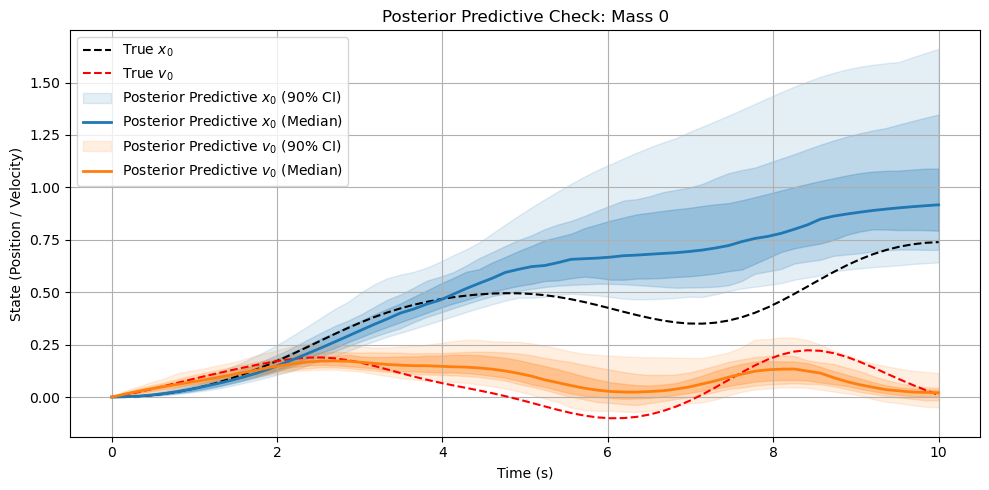 Posterior Predictive Check: Mass 0
True x₀
True v₀
Posterior Predictive x₀ (90% CI)
Posterior Predictive x₀ (Median)
Posterior Predictive v₀ (90% CI)
Posterior Predictive v₀ (Median)
State (Position / Velocity)
1.50
1.25
1.00
0.75
0.50
0.25
0.00
0 2 4 6 8 10
Time (s)